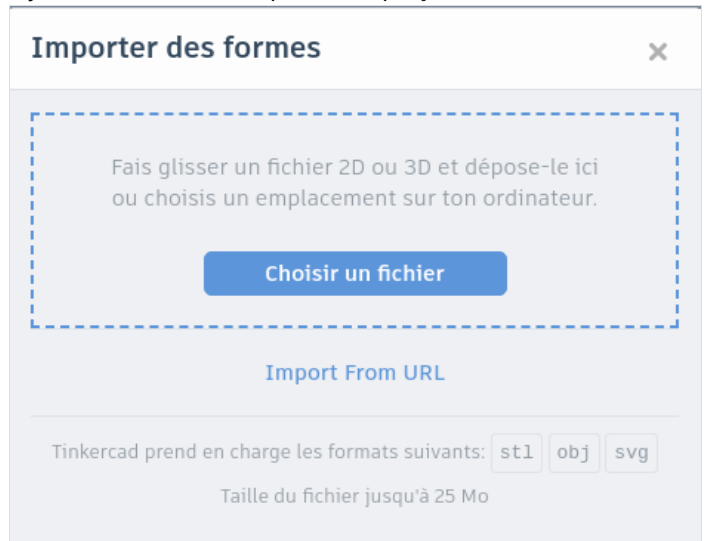 Importer des formes
×
Fais glisser un fichier 2D ou 3D et dépose-le ici
ou choisis un emplacement sur ton ordinateur.
Choisir un fichier
Import From URL
Tinkercad prend en charge les formats suivants: stl obj svg
Taille du fichier jusqu'à 25 Mo